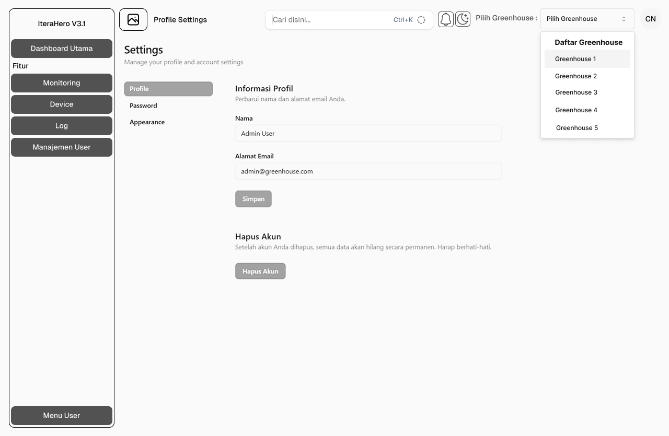 IteraHero V3.1
Dashboard Utama
Fitur
Monitoring
Device
Log
Manajemen User
Menu User
Profile Settings
Cari disini...
Ctrl+K
Pilih Greenhouse :
Pilih Greenhouse
CN
Daftar Greenhouse
Greenhouse 1
Greenhouse 2
Greenhouse 3
Greenhouse 4
Greenhouse 5
Settings
Manage your profile and account settings
Profile
Password
Appearance
Informasi Profil
Perbarui nama dan alamat email Anda.
Nama
Admin User
Alamat Email
admin@greenhouse.com
Simpan
Hapus Akun
Setelah akun Anda dihapus, semua data akan hilang secara permanen. Harap berhati-hati.
Hapus Akun